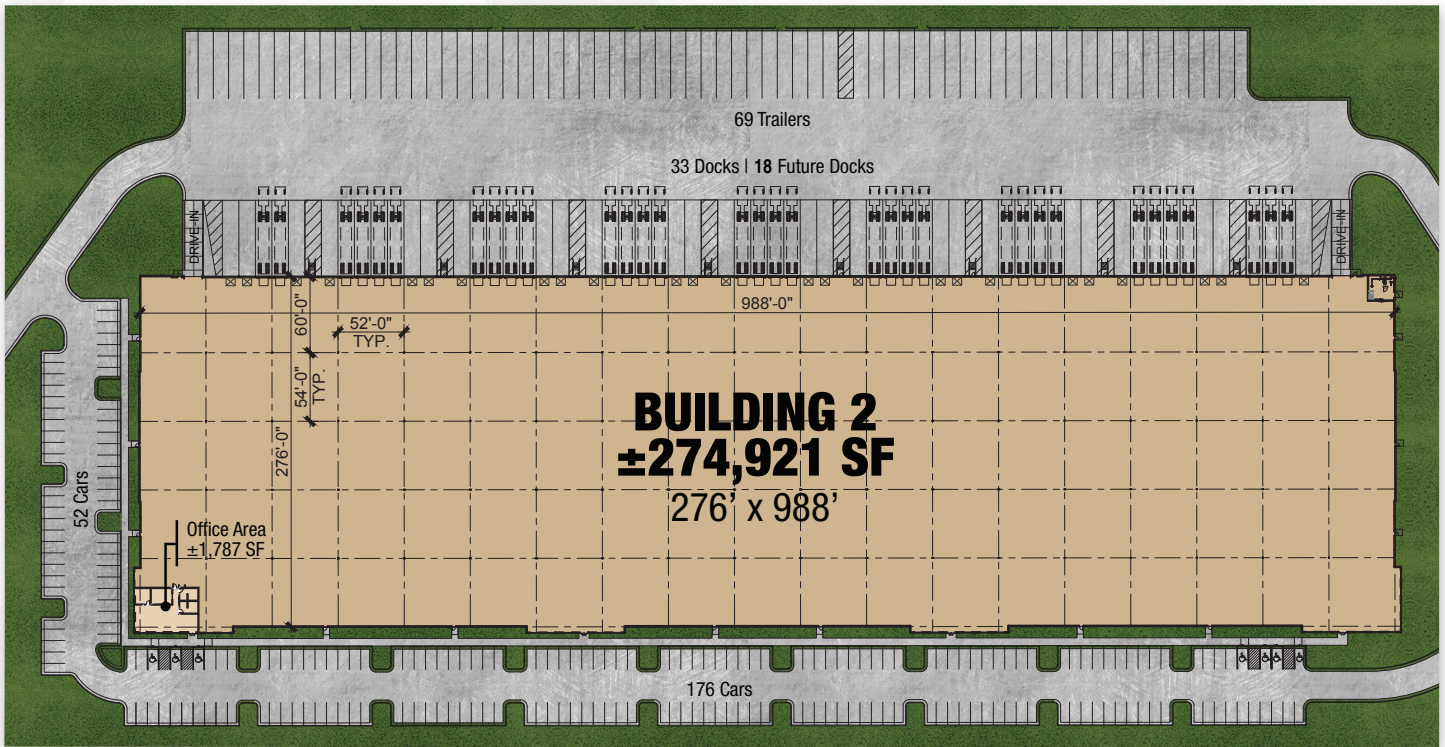 69 Trailers
33 Docks | 18 Future Docks
DRIVE-IN
DRIVE-IN
988'-0"
60'-0"
52'-0"
TYP.
54'-0"
TYP.
276'-0"
BUILDING 2
±274,921 SF
276’ x 988’
52 Cars
Office Area
±1,787 SF
176 Cars